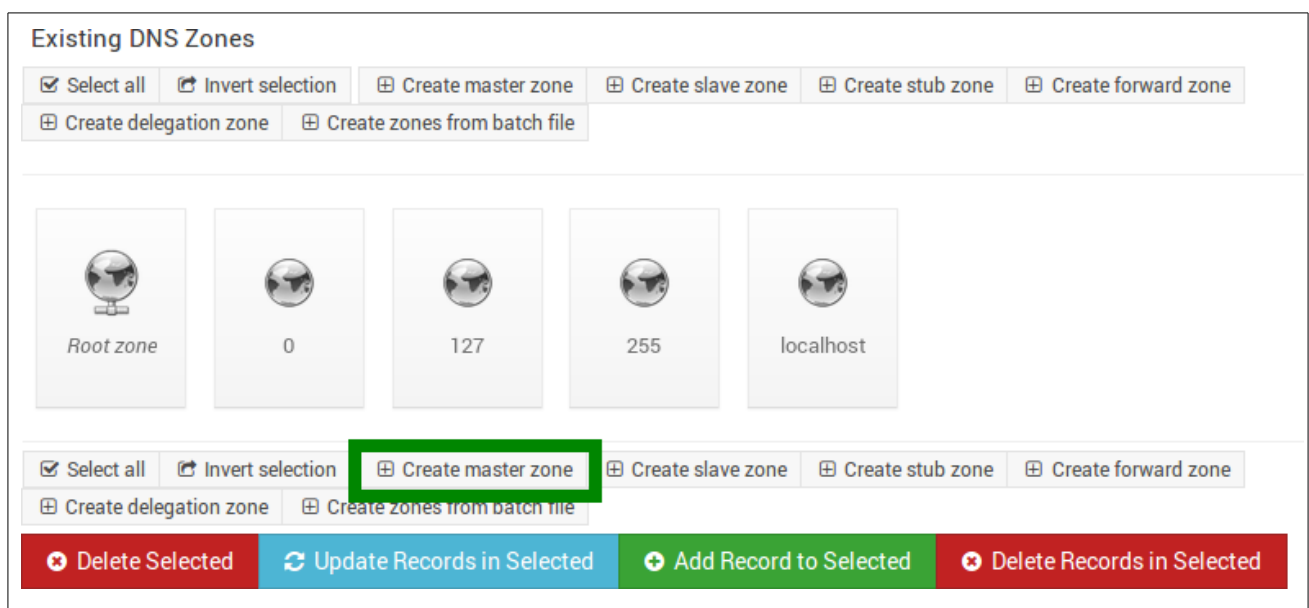 Existing DNS Zones
Select all Invert selection Create master zone Create slave zone Create stub zone Create forward zone
Create delegation zone Create zones from batch file
Root zone 0 127 255 localhost
Select all Invert selection Create master zone Create slave zone Create stub zone Create forward zone
Create delegation zone Create zones from batch file
Delete Selected Update Records in Selected Add Record to Selected Delete Records in Selected